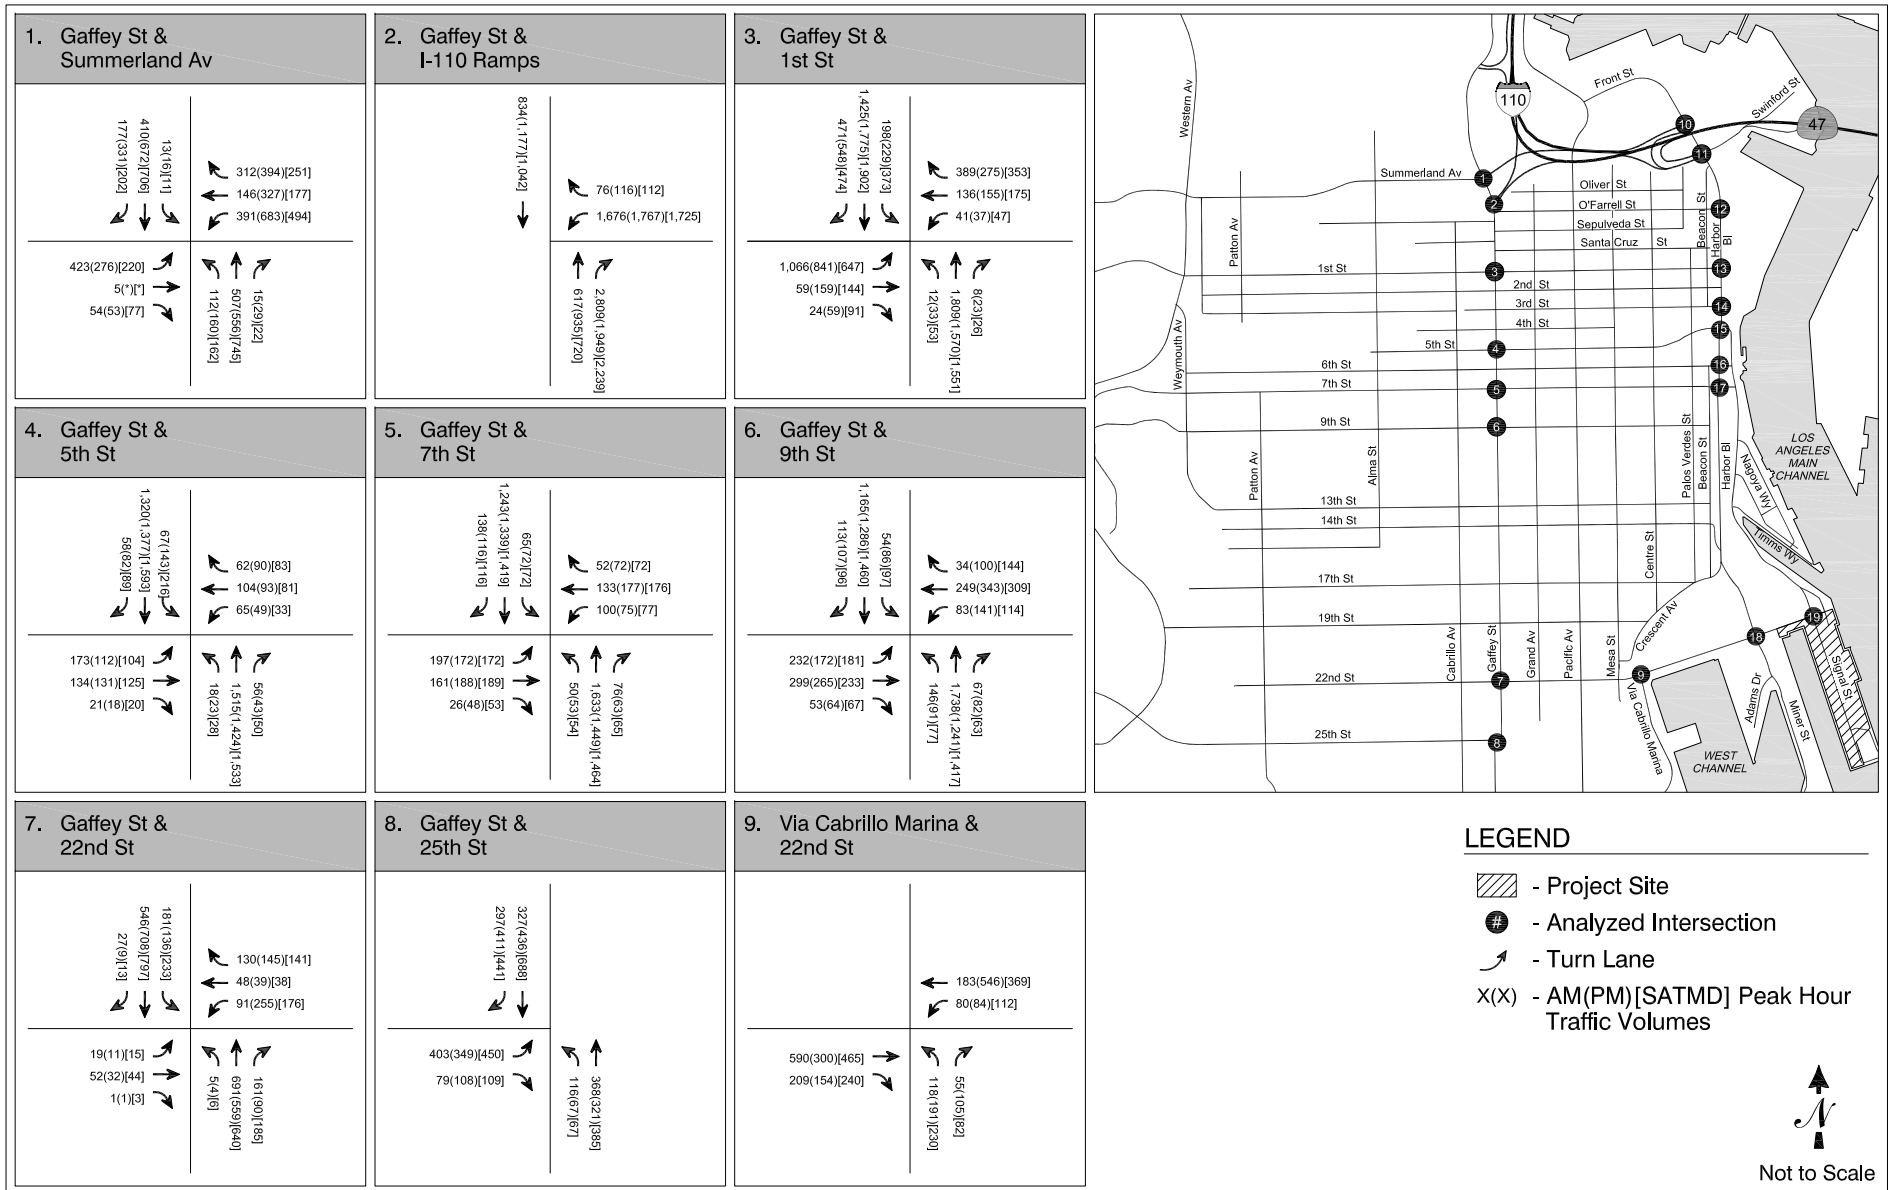 1. Gaffey St &
Summerland Av
177(331)[202]
410(672)[706]
13(16)[11]
312(394)[251]
146(327)[177]
391(683)[494]
423(276)[220]
5(*)[*]
54(53)[77]
112(160)[162]
507(556)[745]
15(29)[22]
2. Gaffey St &
I-110 Ramps
834(1,177)[1,042]
76(116)[112]
1,676(1,767)[1,725]
617(935)[720]
2,809(1,949)[2,239]
3. Gaffey St &
1st St
471(548)[474]
1,425(1,775)[1,902]
198(229)[373]
389(275)[353]
136(155)[175]
41(37)[47]
1,066(841)[647]
59(159)[144]
24(59)[91]
12(33)[53]
1,809(1,570)[1,551]
8(23)[26]
4. Gaffey St &
5th St
58(82)[89]
1,320(1,377)[1,593]
67(143)[216]
62(90)[83]
104(93)[81]
65(49)[33]
173(112)[104]
134(131)[125]
21(18)[20]
18(23)[28]
1,515(1,424)[1,533]
56(43)[50]
5. Gaffey St &
7th St
138(116)[116]
1,243(1,339)[1,419]
65(72)[72]
52(72)[72]
133(177)[176]
100(75)[77]
197(172)[172]
161(188)[189]
26(48)[53]
50(53)[54]
1,633(1,449)[1,464]
76(63)[65]
6. Gaffey St &
9th St
113(107)[96]
1,165(1,286)[1,460]
54(86)[97]
34(100)[144]
249(343)[309]
83(141)[114]
232(172)[181]
299(265)[233]
53(64)[67]
146(91)[77]
1,738(1,241)[1,417]
67(82)[63]
7. Gaffey St &
22nd St
27(9)[13]
546(708)[797]
181(136)[233]
130(145)[141]
48(39)[38]
91(255)[176]
19(11)[15]
52(32)[44]
1(1)[3]
5(4)[6]
691(559)[640]
161(90)[185]
8. Gaffey St &
25th St
297(411)[441]
327(436)[688]
403(349)[450]
79(108)[109]
116(67)[67]
368(321)[385]
9. Via Cabrillo Marina &
22nd St
183(546)[369]
80(84)[112]
590(300)[465]
209(154)[240]
118(191)[230]
55(105)[82]
110
47
Western Av
Front St
Swinford St
10
11
Summerland Av
1
2
Oliver St
O'Farrell St
12
Sepulveda St
Santa Cruz St
Beacon St
Harbor Bl
Patton Av
1st St
3
13
2nd St
3rd St
14
4th St
15
5th St
4
Weymouth Av
6th St
16
7th St
5
17
9th St
6
Patton Av
Alma St
Palos Verdes St
Beacon St
Harbor Bl
Nagoya Wy
LOS
ANGELES
MAIN
CHANNEL
13th St
14th St
Timms Wy
Centre St
17th St
19th St
Crescent Av
Cabrillo Av
Gaffey St
Grand Av
Pacific Av
Mesa St
18
19
22nd St
7
9
Via Cabrillo Marina
Adams Dr
Miner St
Signal St
25th St
8
WEST
CHANNEL
LEGEND
- Project Site
# - Analyzed Intersection
- Turn Lane
X(X) - AM(PM)[SATMD] Peak Hour
Traffic Volumes
N
Not to Scale